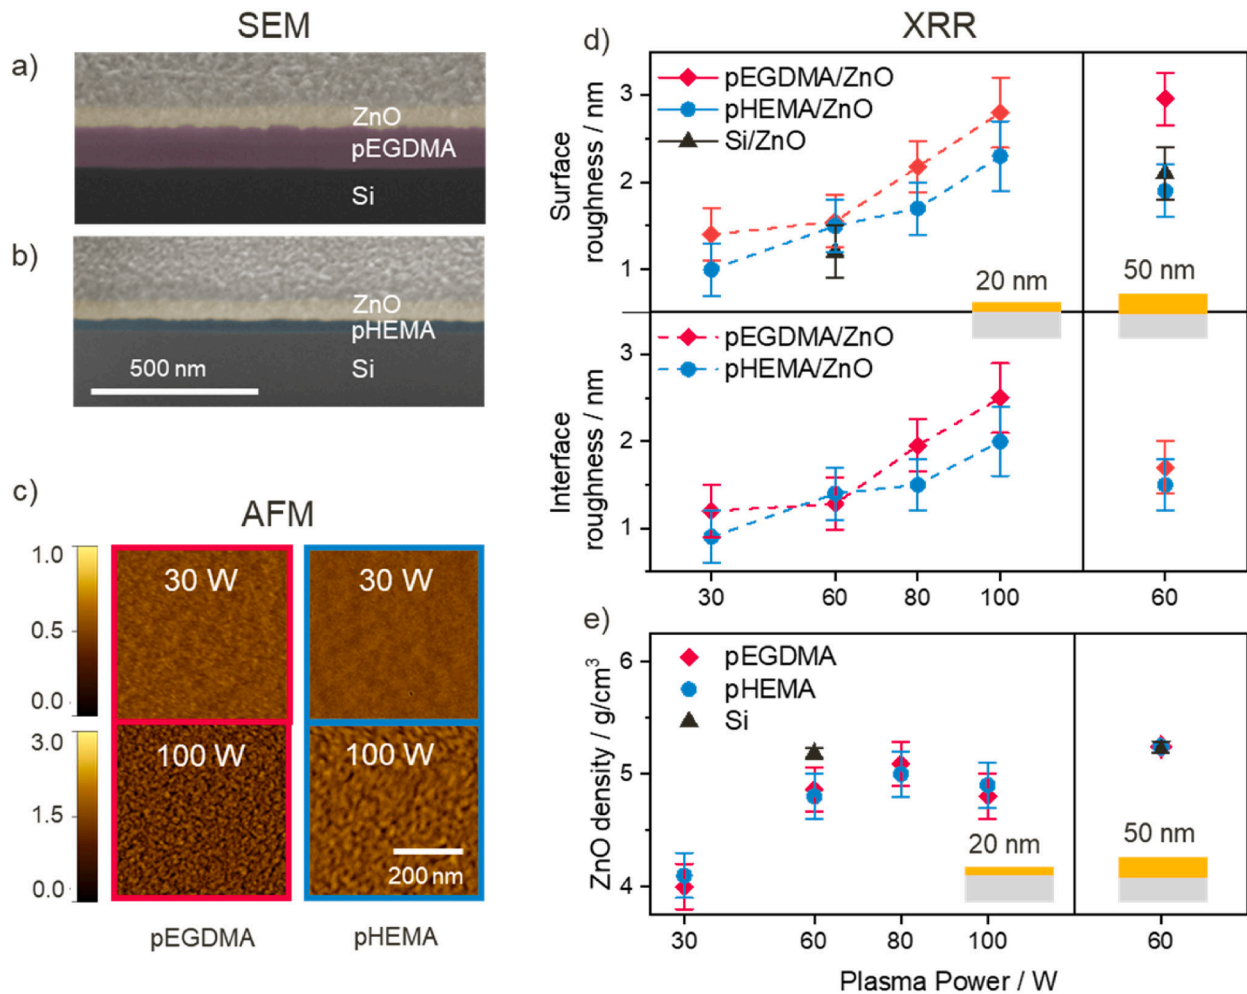 SEM
a)
ZnO
pEGDMA
Si
b)
ZnO
pHEMA
Si
500 nm
c)
AFM
1.0
0.5
0.0
30 W
30 W
3.0
1.5
0.0
100 W
100 W
200 nm
pEGDMA
pHEMA
XRR
d)
Surface
roughness / nm
3
2
1
pEGDMA/ZnO
pHEMA/ZnO
Si/ZnO
20 nm
50 nm
Interface
roughness / nm
3
2
1
pEGDMA/ZnO
pHEMA/ZnO
30
60
80
100
60
e)
ZnO density / g/cm³
6
5
4
pEGDMA
pHEMA
Si
20 nm
50 nm
30
60
80
100
60
Plasma Power / W